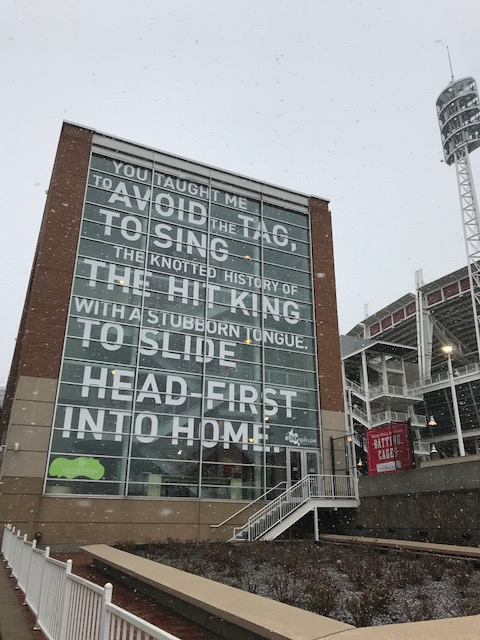 YOU TAUGHT ME
TO AVOID THE TAG,
TO SING
THE KNOTTED HISTORY OF
THE HIT KING
WITH A STUBBORN TONGUE.
TO SLIDE
HEAD-FIRST
INTO HOME.
BATTING
CAGES